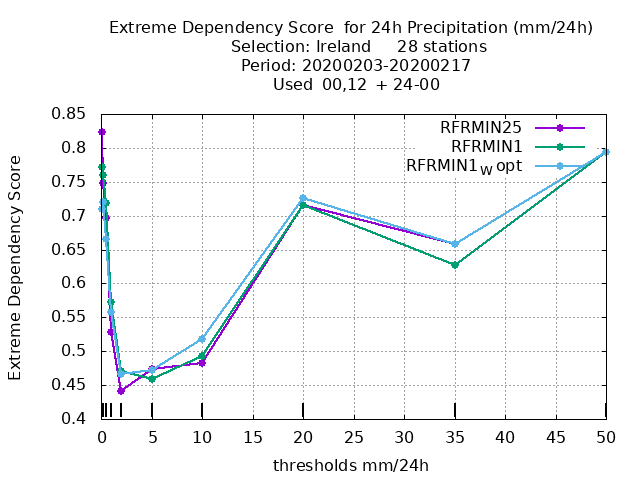 Extreme Dependency Score  for 24h Precipitation (mm/24h)
Selection: Ireland     28 stations
Period: 20200203-20200217
Used  00,12  + 24-00
RFRMIN25
RFRMIN1
RFRMIN1W opt
Extreme Dependency Score
0.85
0.8
0.75
0.7
0.65
0.6
0.55
0.5
0.45
0.4
0 5 10 15 20 25 30 35 40 45 50
thresholds mm/24h